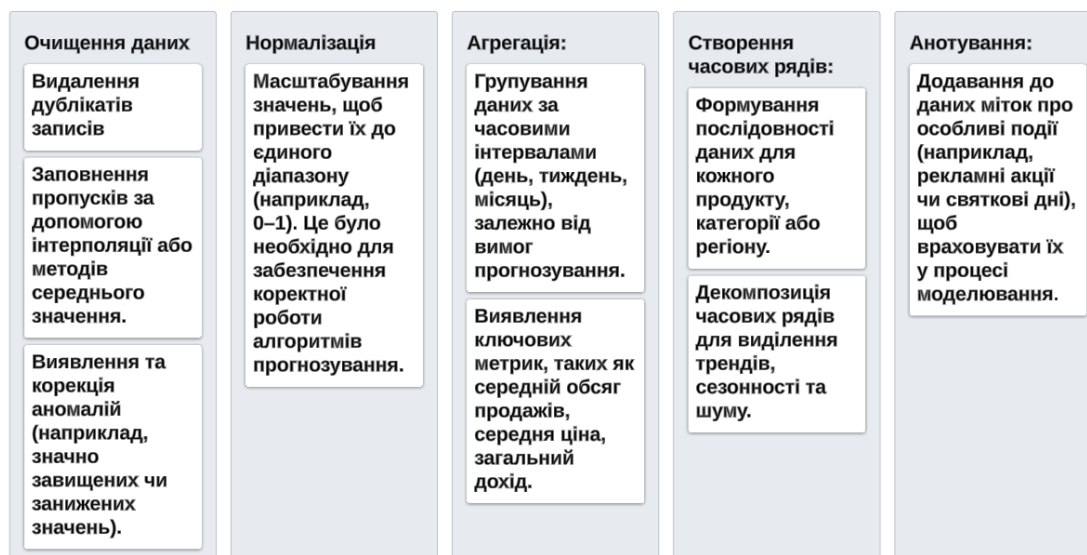 Очищення даних
Видалення
дублікатів
записів
Заповнення
пропусків за
допомогою
інтерполяції або
методів
середнього
значення.
Виявлення та
корекція
аномалій
(наприклад,
значно
завищених чи
занижених
значень).
Нормалізація
Масштабування
значень, щоб
привести їх до
єдиного
діапазону
(наприклад,
0–1). Це було
необхідно для
забезпечення
коректної
роботи
алгоритмів
прогнозування.
Агрегація:
Групування
даних за
часовими
інтервалами
(день, тиждень,
місяць),
залежно від
вимог
прогнозування.
Виявлення
ключових
метрик, таких як
середній обсяг
продажів,
середня ціна,
загальний
дохід.
Створення
часових рядів:
Формування
послідовності
даних для
кожного
продукту,
категорії або
регіону.
Декомпозиція
часових рядів
для виділення
трендів,
сезонності та
шуму.
Анотування:
Додавання до
даних міток про
особливі події
(наприклад,
рекламні акції
чи святкові дні),
щоб
враховувати їх
у процесі
моделювання.